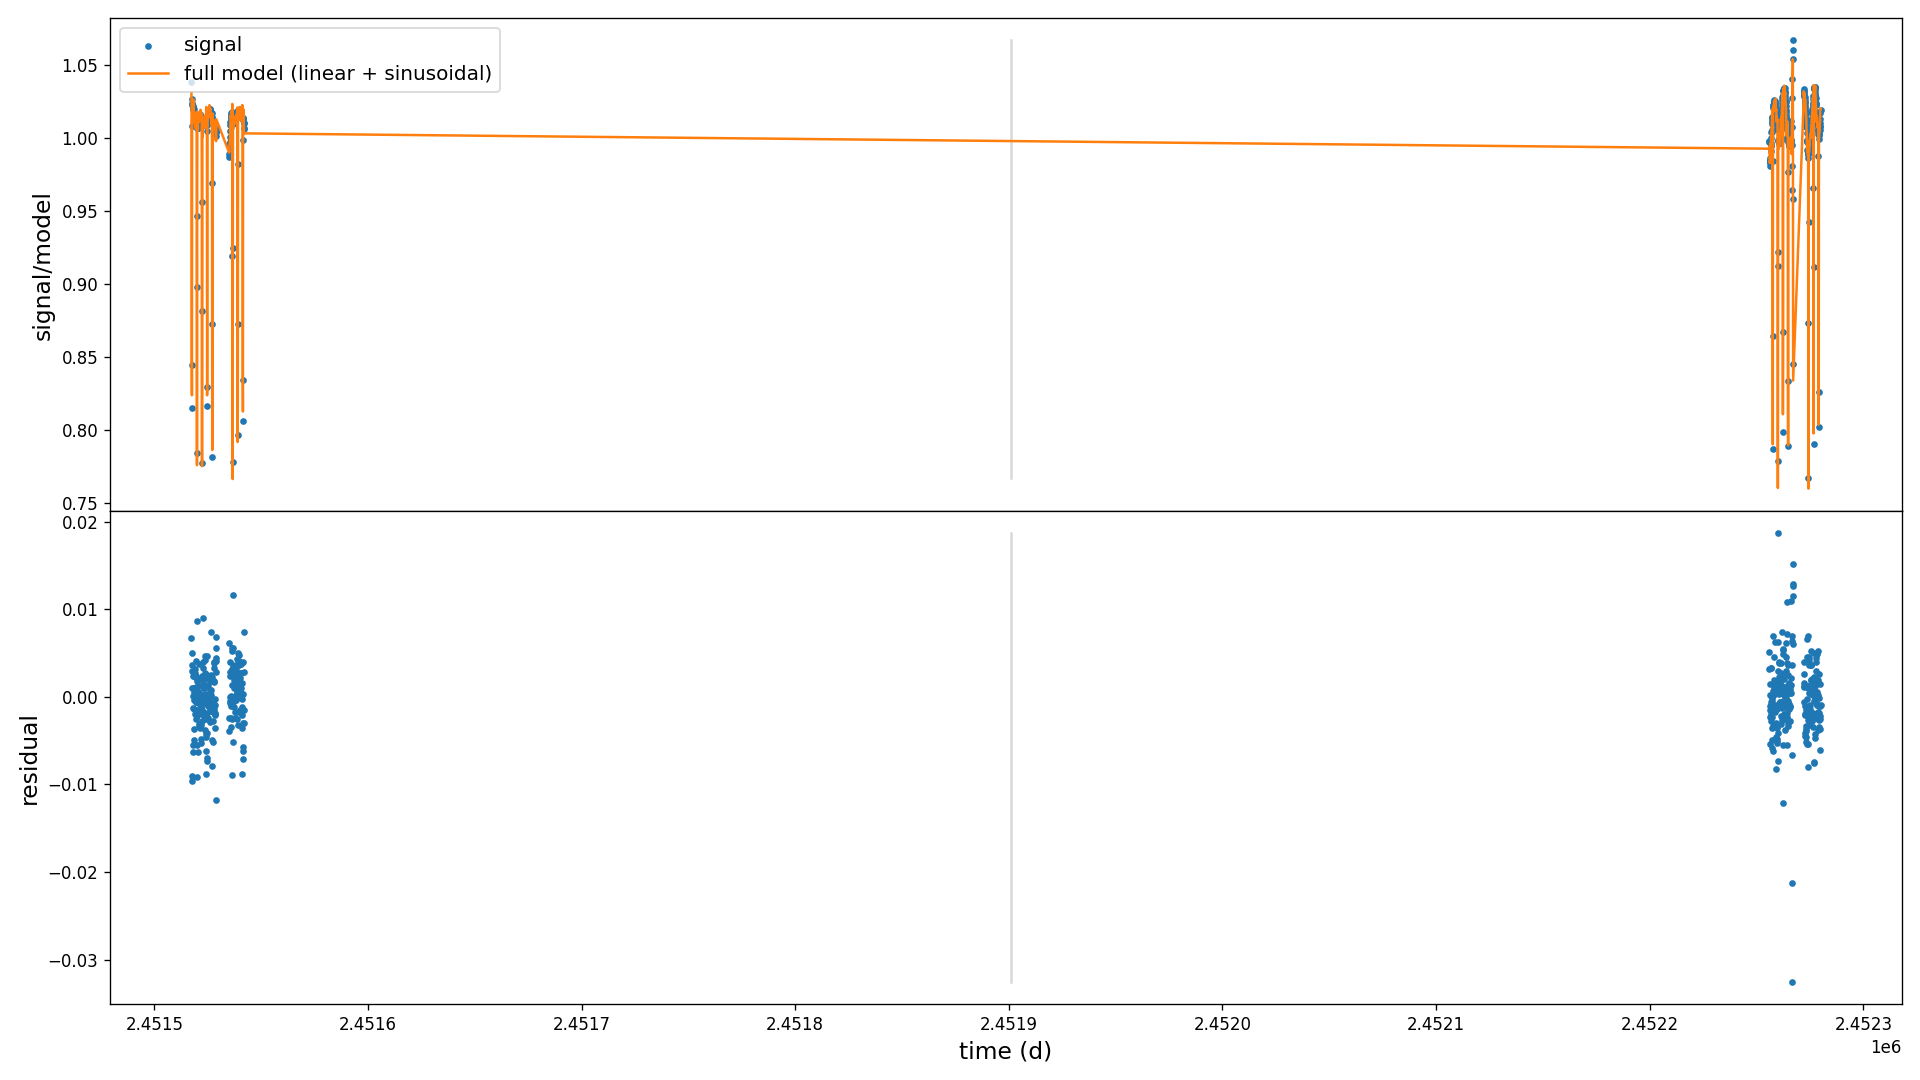 signal
full model (linear + sinusoidal)
signal/model
1.05
1.00
0.95
0.90
0.85
0.80
0.75
residual
0.02
0.01
0.00
−0.01
−0.02
−0.03
2.4515 2.4516 2.4517 2.4518 2.4519 2.4520 2.4521 2.4522 2.4523
1e6
time (d)